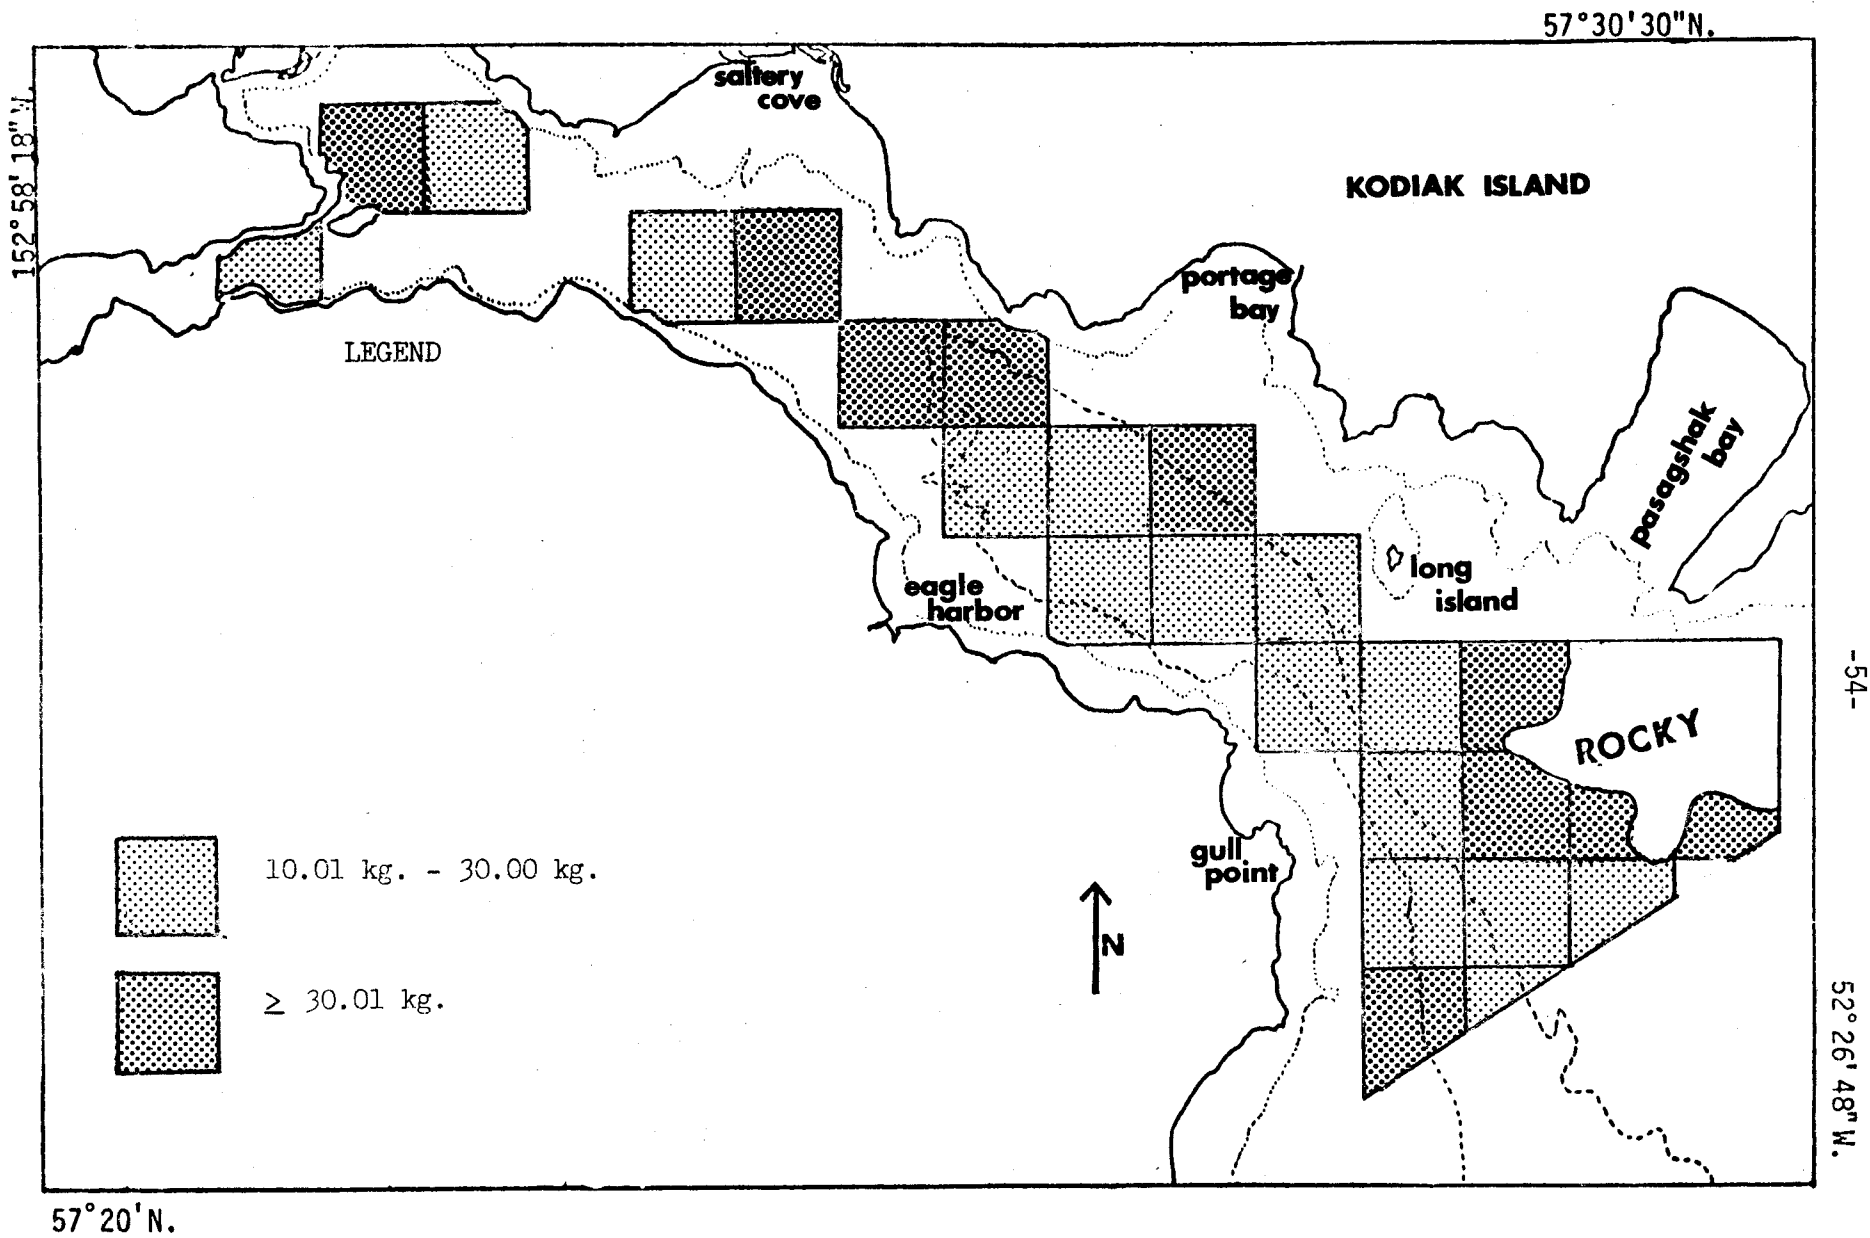 57°30'30"N.
152°58'18"W.
saltery
cove
KODIAK ISLAND
portage
bay
LEGEND
pasagshak
bay
long
island
eagle
harbor
-54-
ROCKY
gull
point
10.01 kg. - 30.00 kg.
N
≥ 30.01 kg.
52°26'48"W.
57°20'N.